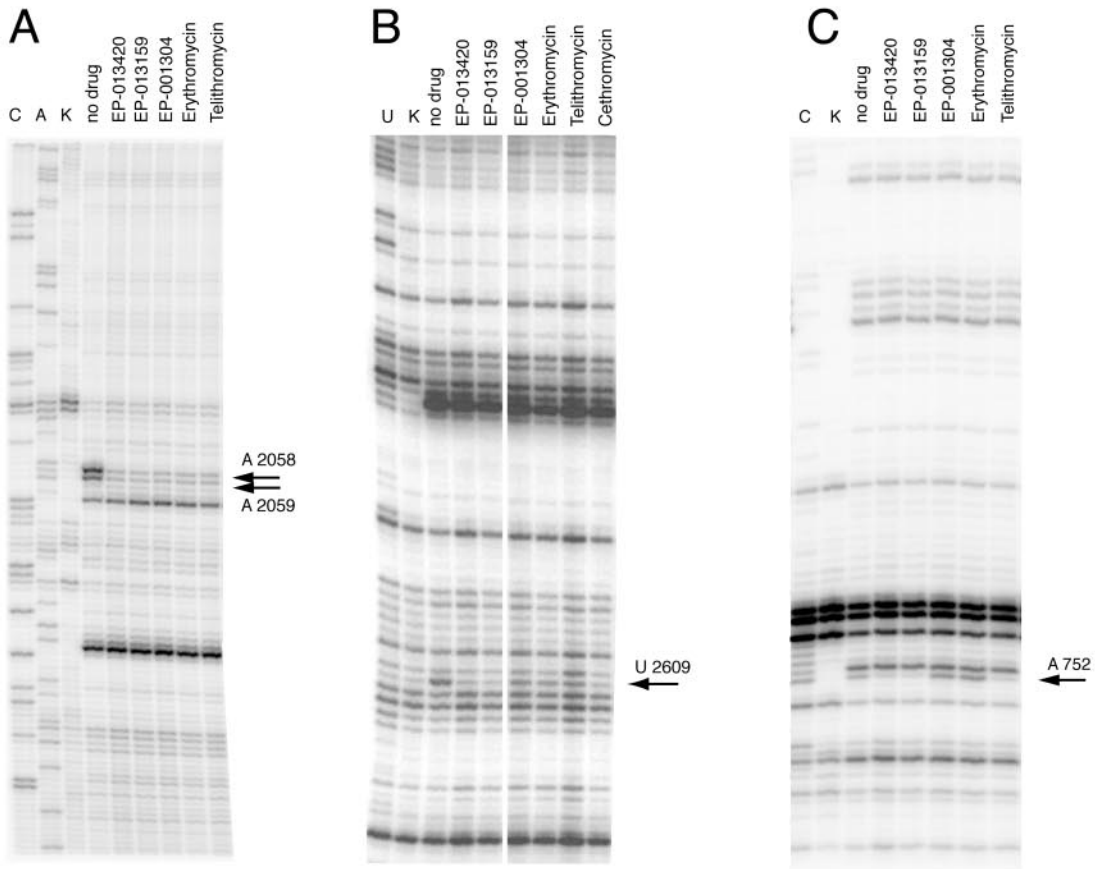 A
C
A
K
no drug
EP-013420
EP-013159
EP-001304
Erythromycin
Telithromycin
A 2058
A 2059
B
U
K
no drug
EP-013420
EP-013159
EP-001304
Erythromycin
Telithromycin
Cethromycin
U 2609
C
C
K
no drug
EP-013420
EP-013159
EP-001304
Erythromycin
Telithromycin
A 752